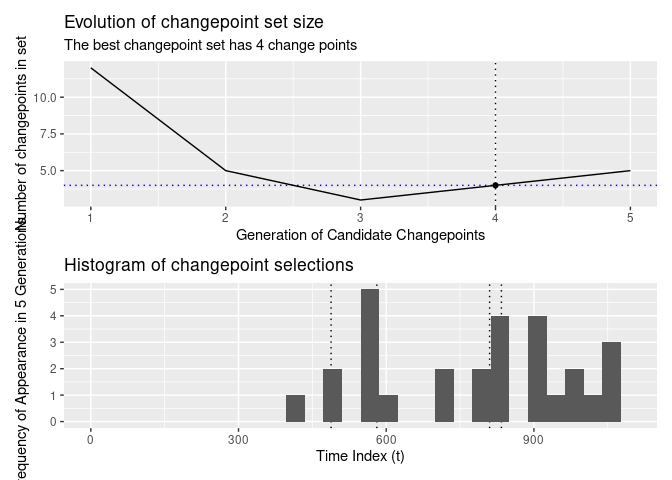 Evolution of changepoint set size
The best changepoint set has 4 change points
Number of changepoints in set
10.0
7.5
5.0
1 2 3 4 5
Generation of Candidate Changepoints
Histogram of changepoint selections
requency of Appearance in 5 Generations
5
4
3
2
1
0
0 300 600 900
Time Index (t)